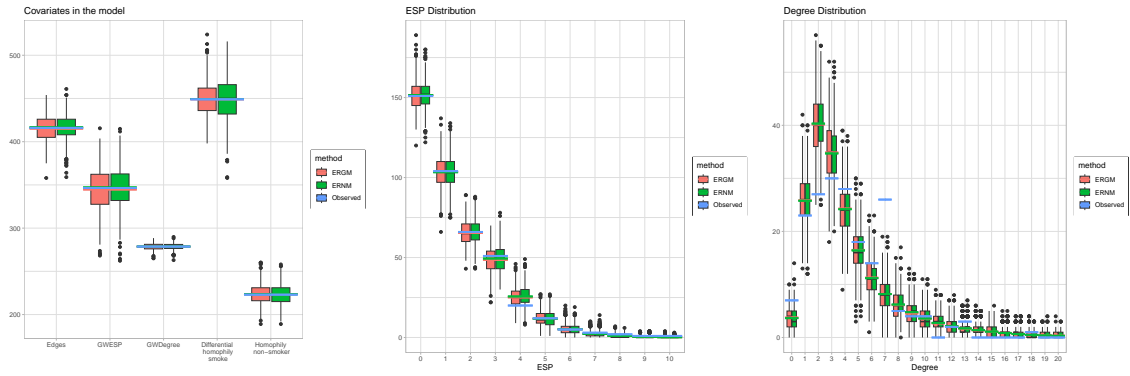 Covariates in the model
500
400
300
200
Edges
GWESP
GWDegree
Differential
homophily
smoke
Homophily
non−smoker
method
ERGM
ERNM
Observed
ESP Distribution
150
100
50
0
0 1 2 3 4 5 6 7 8 9 10
ESP
method
ERGM
ERNM
Observed
Degree Distribution
40
20
0
0 1 2 3 4 5 6 7 8 9 10 11 12 13 14 15 16 17 18 19 20
Degree
method
ERGM
ERNM
Observed